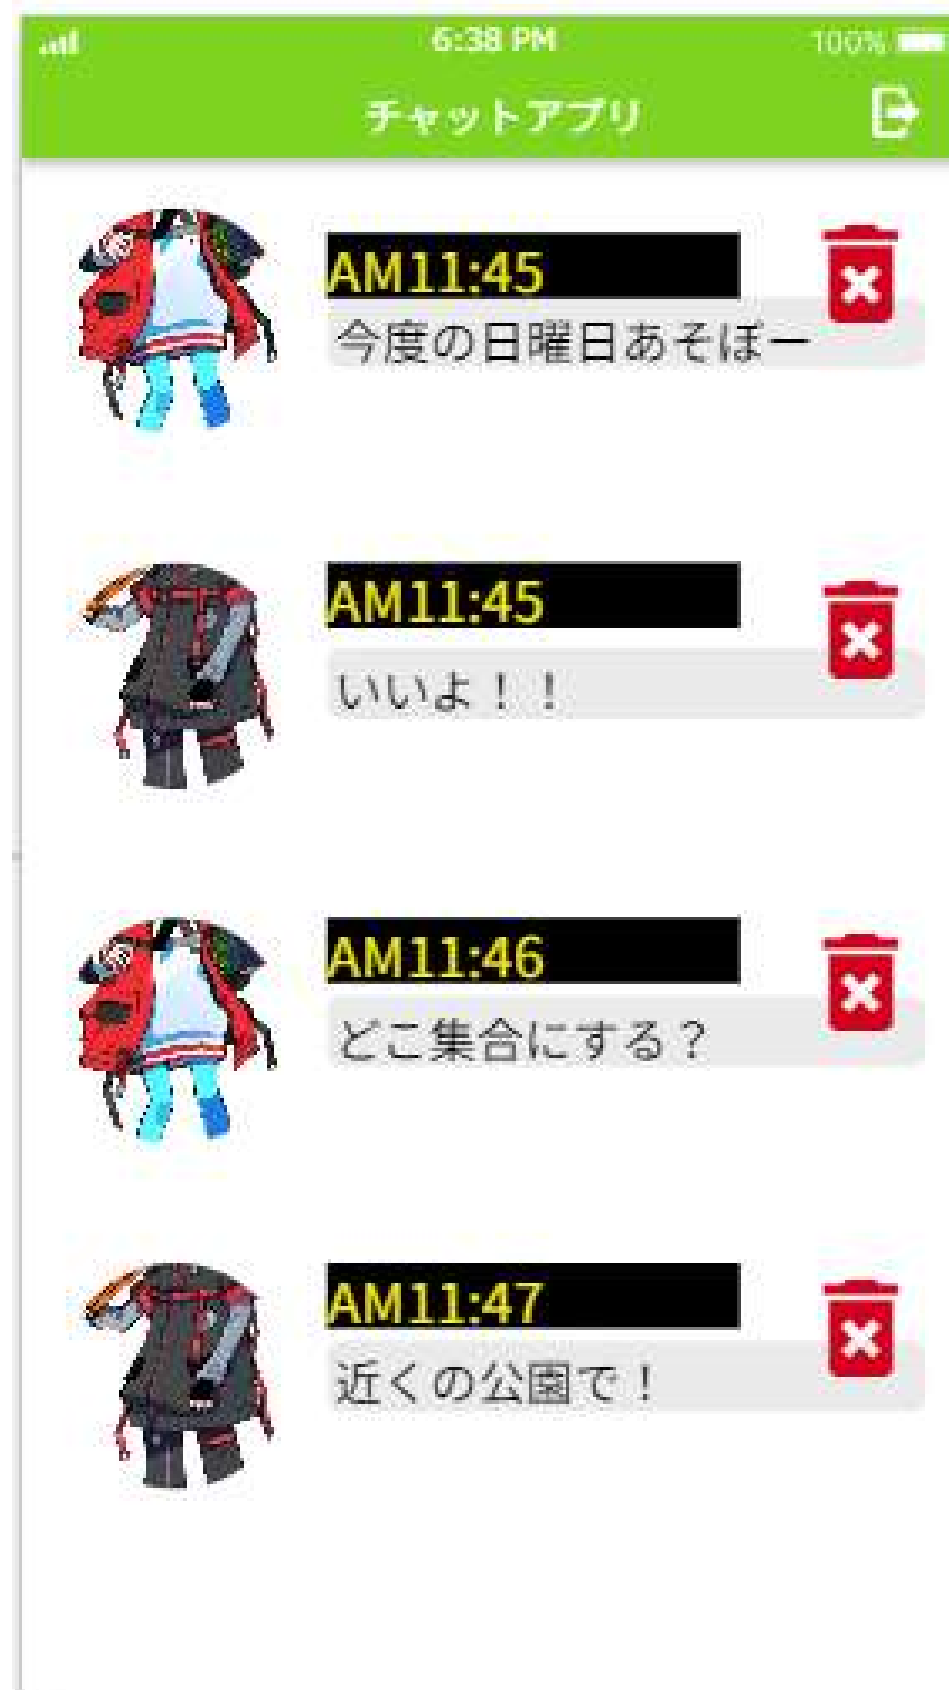 6:38 PM
100%
チャットアプリ
AM11:45
今度の日曜日あそぼー
AM11:45
いいよ！！
AM11:46
どこ集合にする？
AM11:47
近くの公園で！